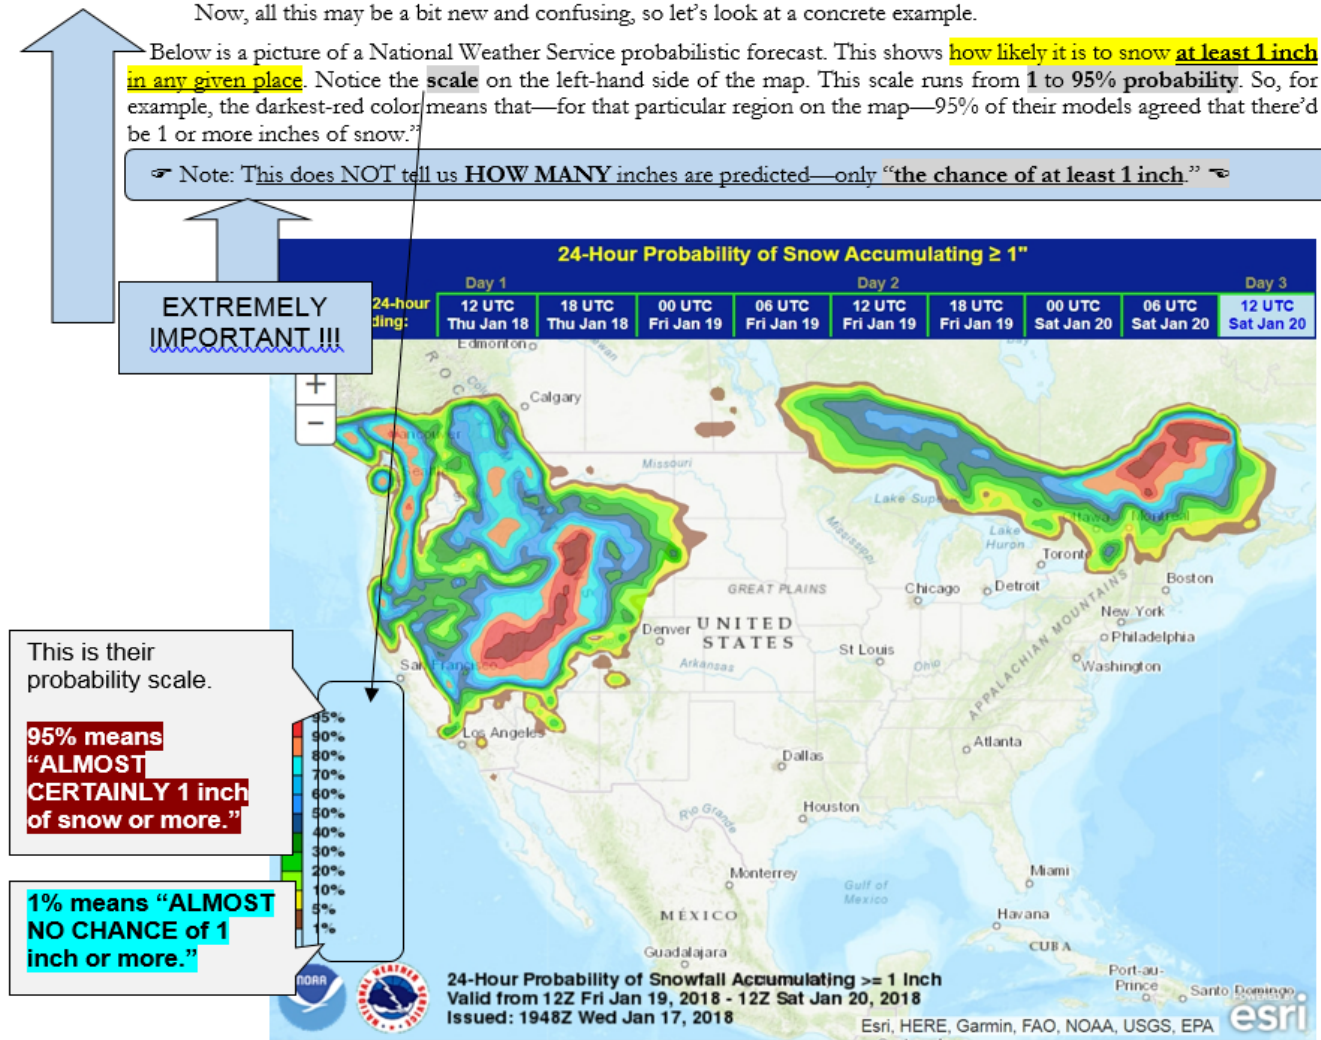 Now, all this may be a bit new and confusing, so let’s look at a concrete example.
Below is a picture of a National Weather Service probabilistic forecast. This shows how likely it is to snow at least 1 inch
in any given place. Notice the scale on the left-hand side of the map. This scale runs from 1 to 95% probability. So, for
example, the darkest-red color means that—for that particular region on the map—95% of their models agreed that there’d
be 1 or more inches of snow.”
☞ Note: This does NOT tell us HOW MANY inches are predicted—only “the chance of at least 1 inch.” ☜
EXTREMELY
IMPORTANT !!!
24-Hour Probability of Snow Accumulating ≥ 1"
Day 1
Day 2
Day 3
24-hour
ding:
12 UTC
Thu Jan 18
18 UTC
Thu Jan 18
00 UTC
Fri Jan 19
06 UTC
Fri Jan 19
12 UTC
Fri Jan 19
18 UTC
Fri Jan 19
00 UTC
Sat Jan 20
06 UTC
Sat Jan 20
12 UTC
Sat Jan 20
+
−
Edmonton
Calgary
Vancouver
Missouri
Lake Sup
Mississippi
Lake
Huron
Ottawa
Montreal
Toronto
Boston
Chicago
Detroit
New York
Philadelphia
Washington
GREAT PLAINS
UNITED
STATES
Denver
St Louis
Ohio
Arkansas
APPALACHIAN MOUNTAINS
San Francisco
Los Angeles
Atlanta
Dallas
Houston
Rio Grande
Monterrey
Gulf of
Mexico
Miami
Havana
CUBA
MÉXICO
Guadalajara
Port-au-
Prince
Santo Domingo
This is their
probability scale.
95% means
“ALMOST
CERTAINLY 1 inch
of snow or more.”
1% means “ALMOST
NO CHANCE of 1
inch or more.”
95%
90%
80%
70%
60%
50%
40%
30%
20%
10%
5%
1%
NOAA
NATIONAL WEATHER SERVICE
24-Hour Probability of Snowfall Accumulating >= 1 Inch
Valid from 12Z Fri Jan 19, 2018 - 12Z Sat Jan 20, 2018
Issued: 1948Z Wed Jan 17, 2018
Esri, HERE, Garmin, FAO, NOAA, USGS, EPA
esri